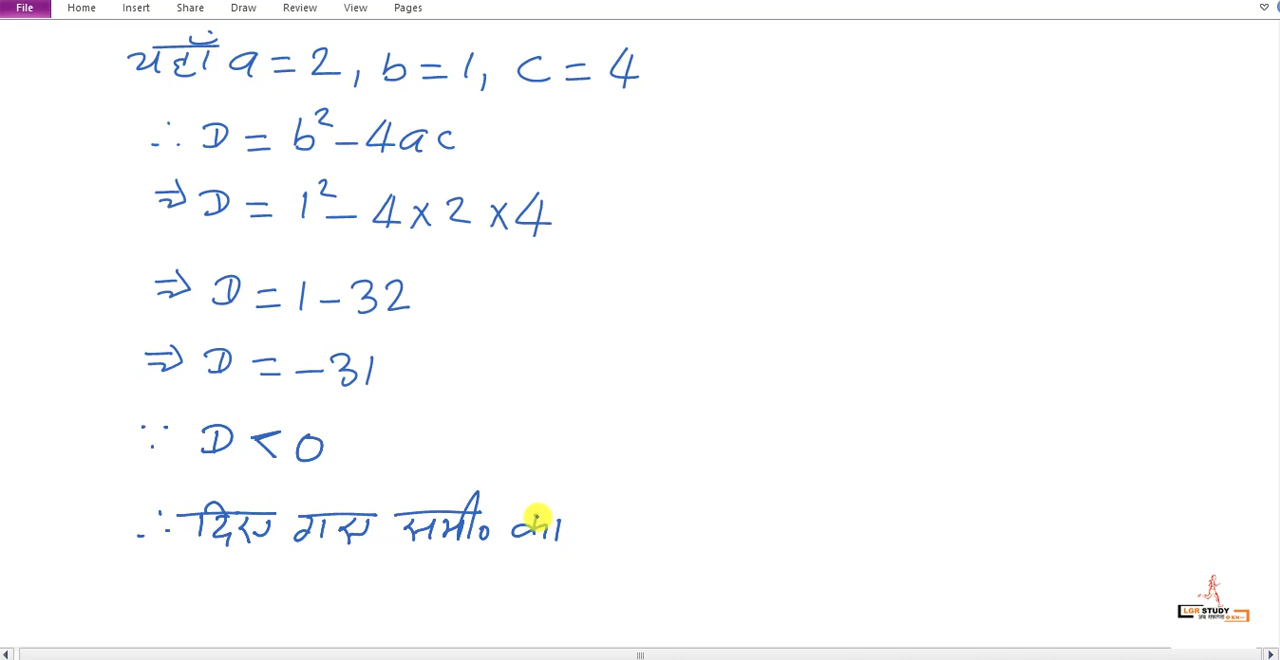 File Home Insert Share Draw Review View Pages
यहाँ a = 2, b = 1, c = 4
∴ D = b² - 4ac
⇒ D = 1² - 4 × 2 × 4
⇒ D = 1 - 32
⇒ D = -31
∵ D < 0
∴ दिए गए समी० का
LGR STUDY